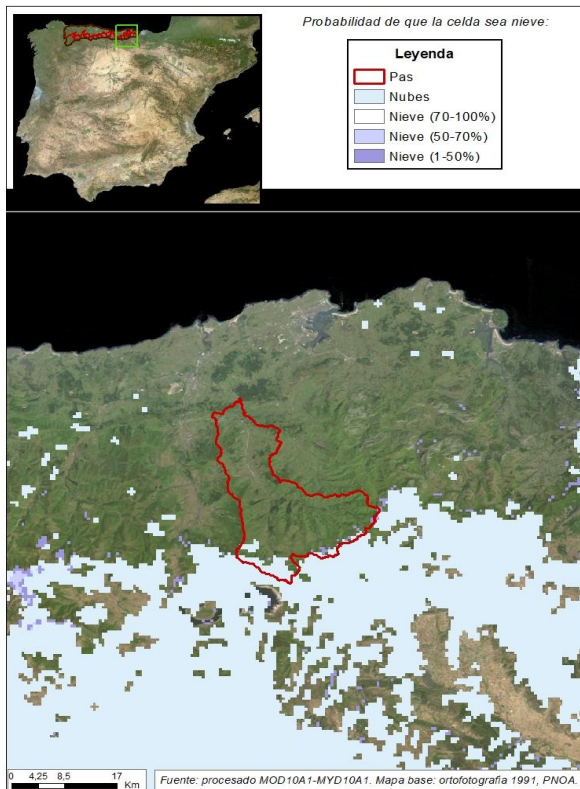 Probabilidad de que la celda sea nieve:
Leyenda
Pas
Nubes
Nieve (70-100%)
Nieve (50-70%)
Nieve (1-50%)
0 4,25 8,5 17
Km
Fuente: procesado MOD10A1-MYD10A1. Mapa base: ortofotografia 1991, PNOA.